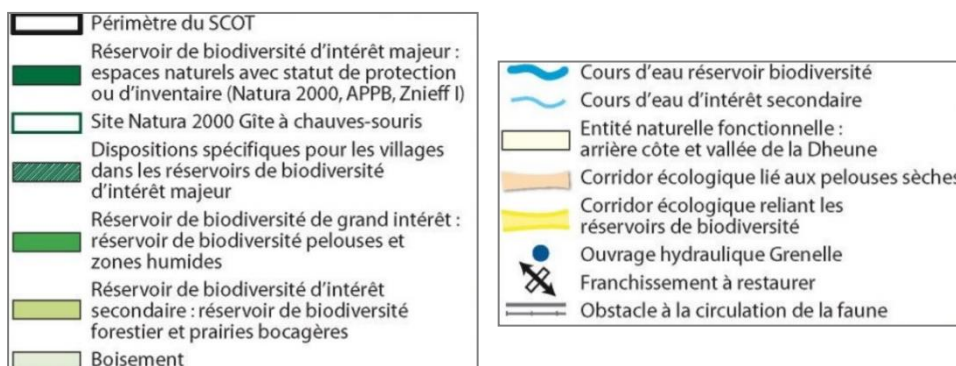 Périmètre du SCOT
Réservoir de biodiversité d'intérêt majeur :
espaces naturels avec statut de protection
ou d'inventaire (Natura 2000, APPB, Znieff I)
Site Natura 2000 Gîte à chauves-souris
Dispositions spécifiques pour les villages
dans les réservoirs de biodiversité
d'intérêt majeur
Réservoir de biodiversité de grand intérêt :
réservoir de biodiversité pelouses et
zones humides
Réservoir de biodiversité d'intérêt
secondaire : réservoir de biodiversité
forestier et prairies bocagères
Boisement
Cours d'eau réservoir biodiversité
Cours d'eau d'intérêt secondaire
Entité naturelle fonctionnelle :
arrière côte et vallée de la Dheune
Corridor écologique lié aux pelouses sèches
Corridor écologique reliant les
réservoirs de biodiversité
Ouvrage hydraulique Grenelle
Franchissement à restaurer
Obstacle à la circulation de la faune